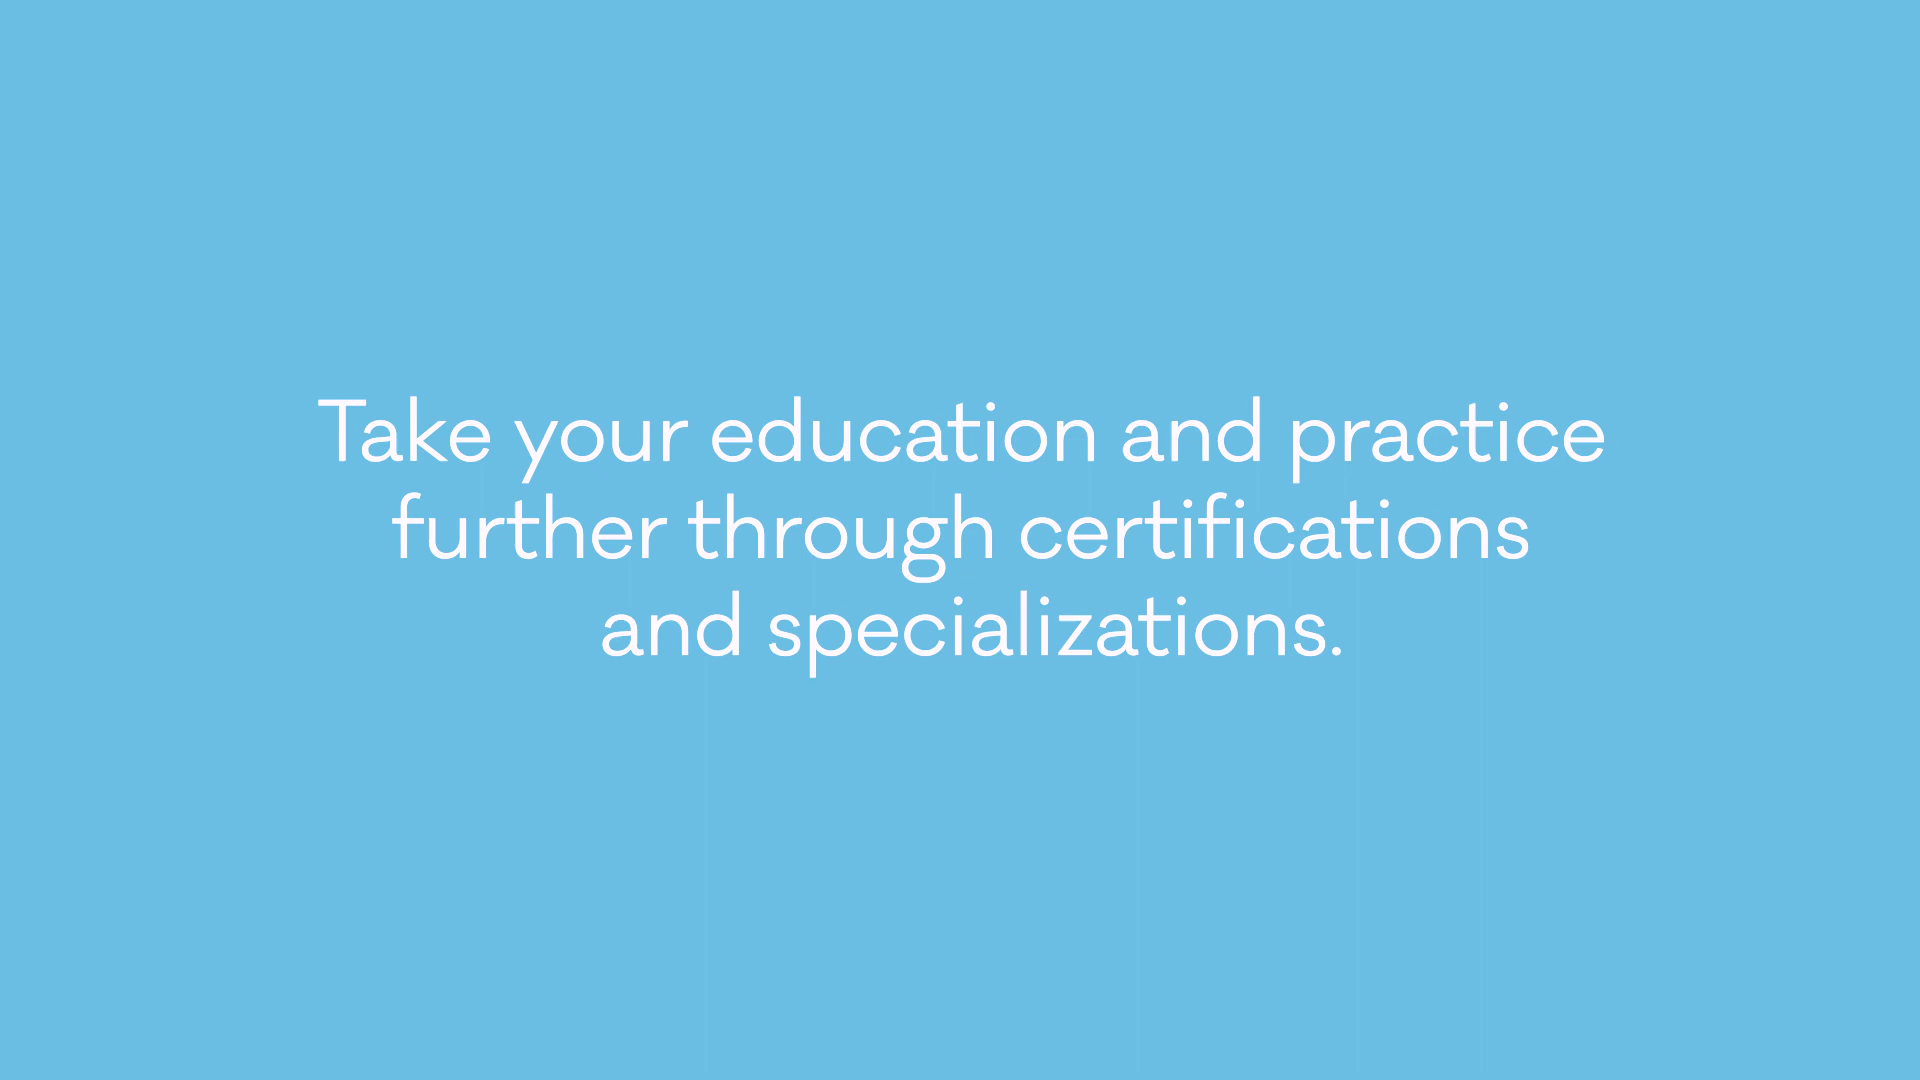 Take your education and practice
further through certifications
and specializations.